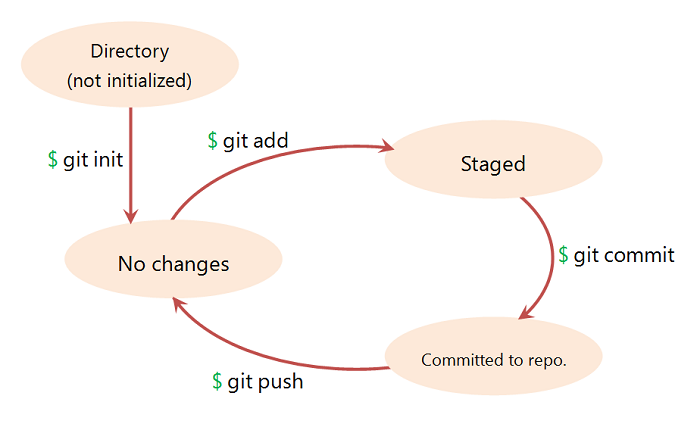 Directory
(not initialized)
$ git init
$ git add
Staged
No changes
$ git commit
Committed to repo.
$ git push